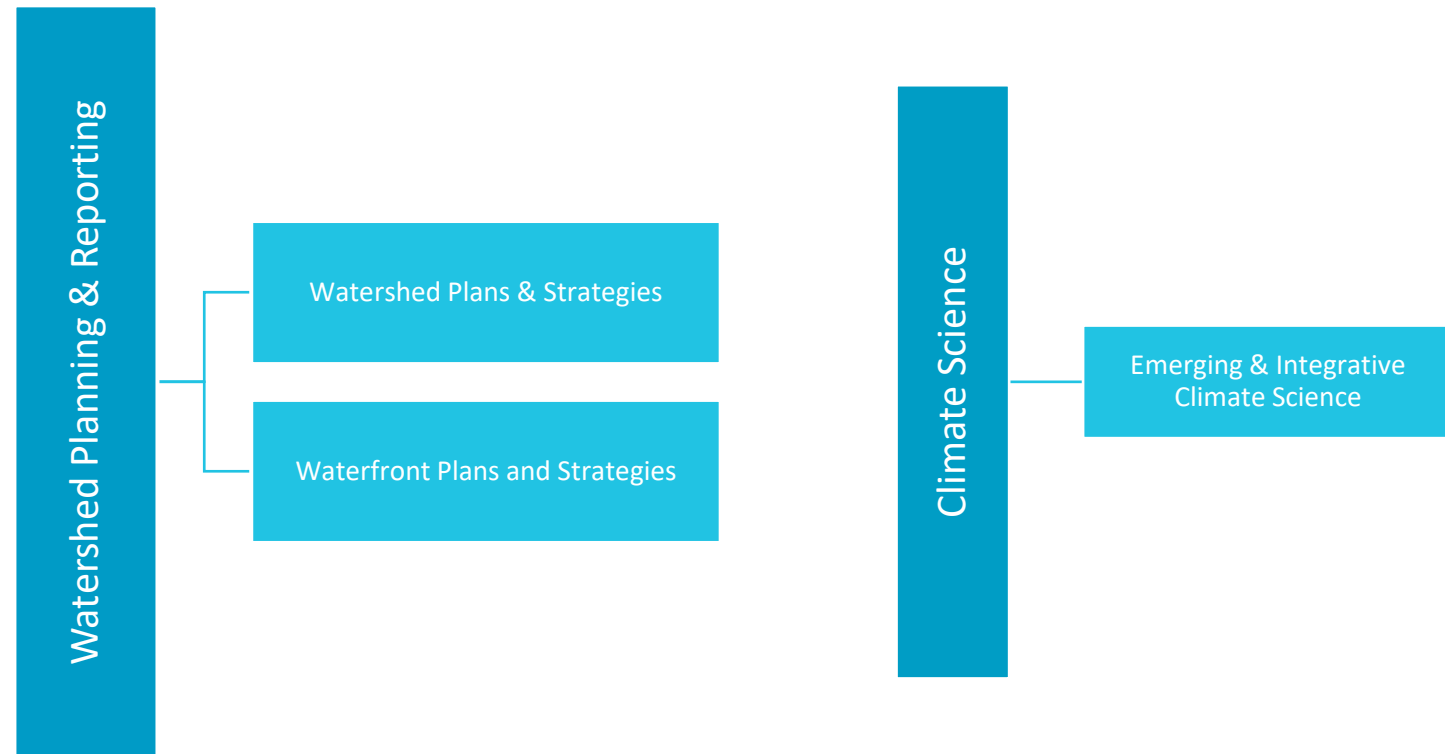 Watershed Planning & Reporting
Watershed Plans & Strategies
Waterfront Plans and Strategies
Climate Science
Emerging & Integrative
Climate Science